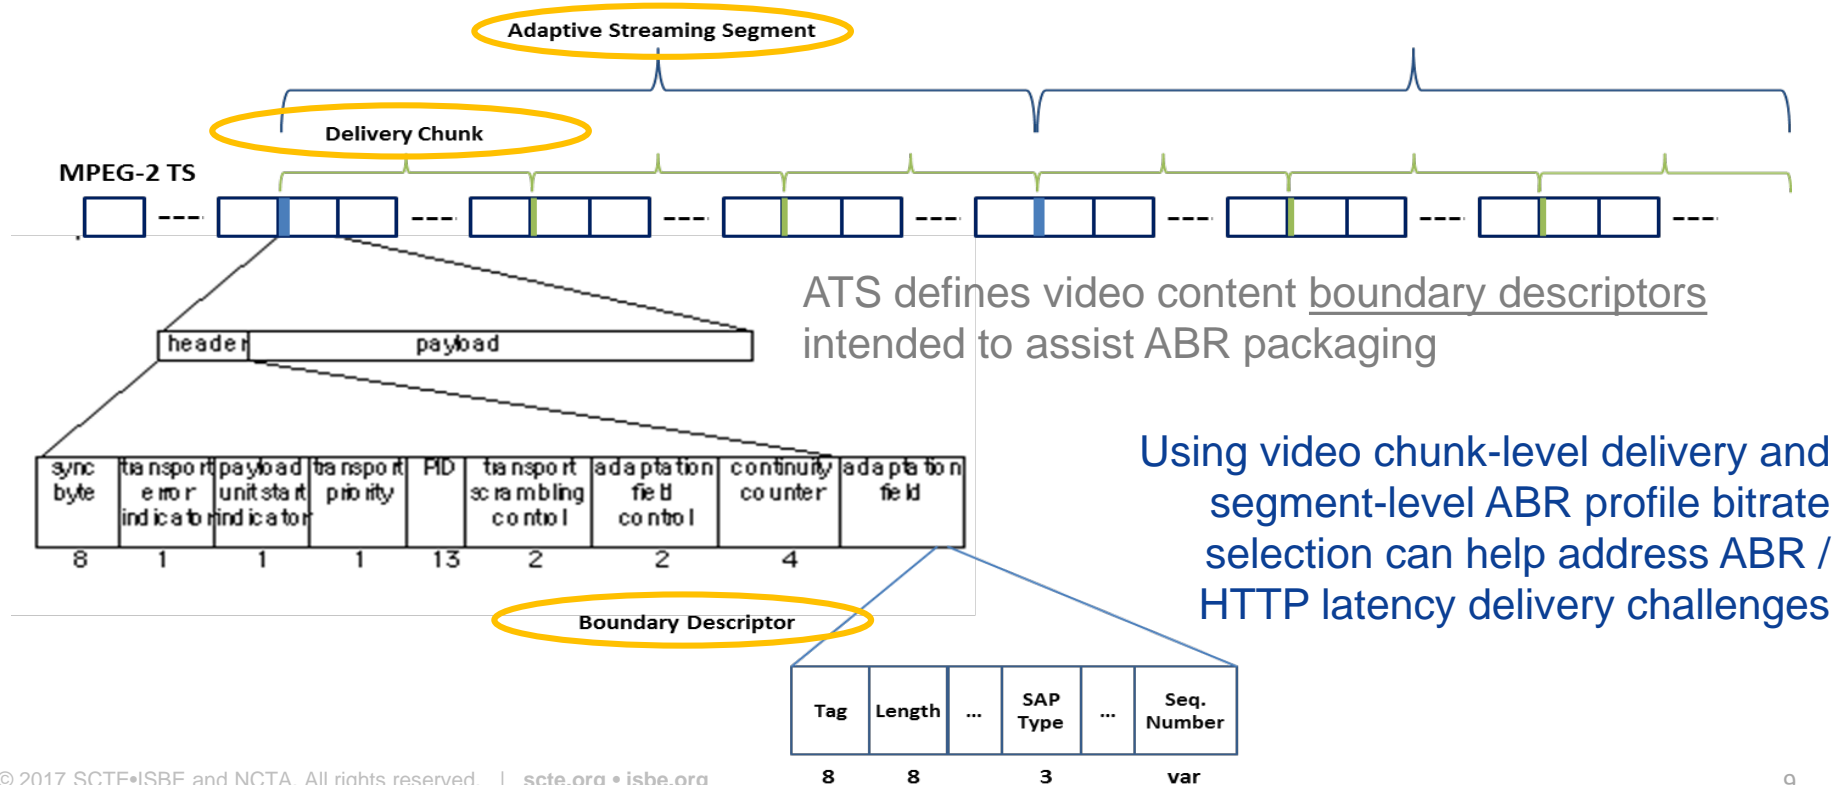 Adaptive Streaming Segment
Delivery Chunk
MPEG-2 TS
ATS defines video content boundary descriptors
intended to assist ABR packaging
header payload
Using video chunk-level delivery and
segment-level ABR profile bitrate
selection can help address ABR /
HTTP latency delivery challenges
sync byte
transport error indicator
payload unit start indicator
transport priority
PID
transport scrambling control
adaptation field control
continuity counter
adaptation field
8 1 1 1 13 2 2 4
Boundary Descriptor
Tag
Length
...
SAP Type
...
Seq. Number
8 8 3 var
© 2017 SCTE•ISBE and NCTA. All rights reserved. | scte.org • isbe.org
9